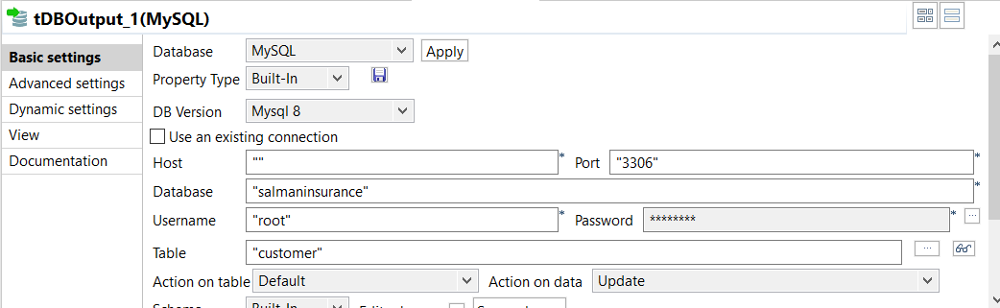 tDBOutput_1(MySQL)
Basic settings
Advanced settings
Dynamic settings
View
Documentation
Database MySQL Apply
Property Type Built-In
DB Version Mysql 8
Use an existing connection
Host "" * Port "3306" *
Database "salmaninsurance" *
Username "root" * Password ******** * ...
Table "customer" ...
Action on table Default Action on data Update
Built-In